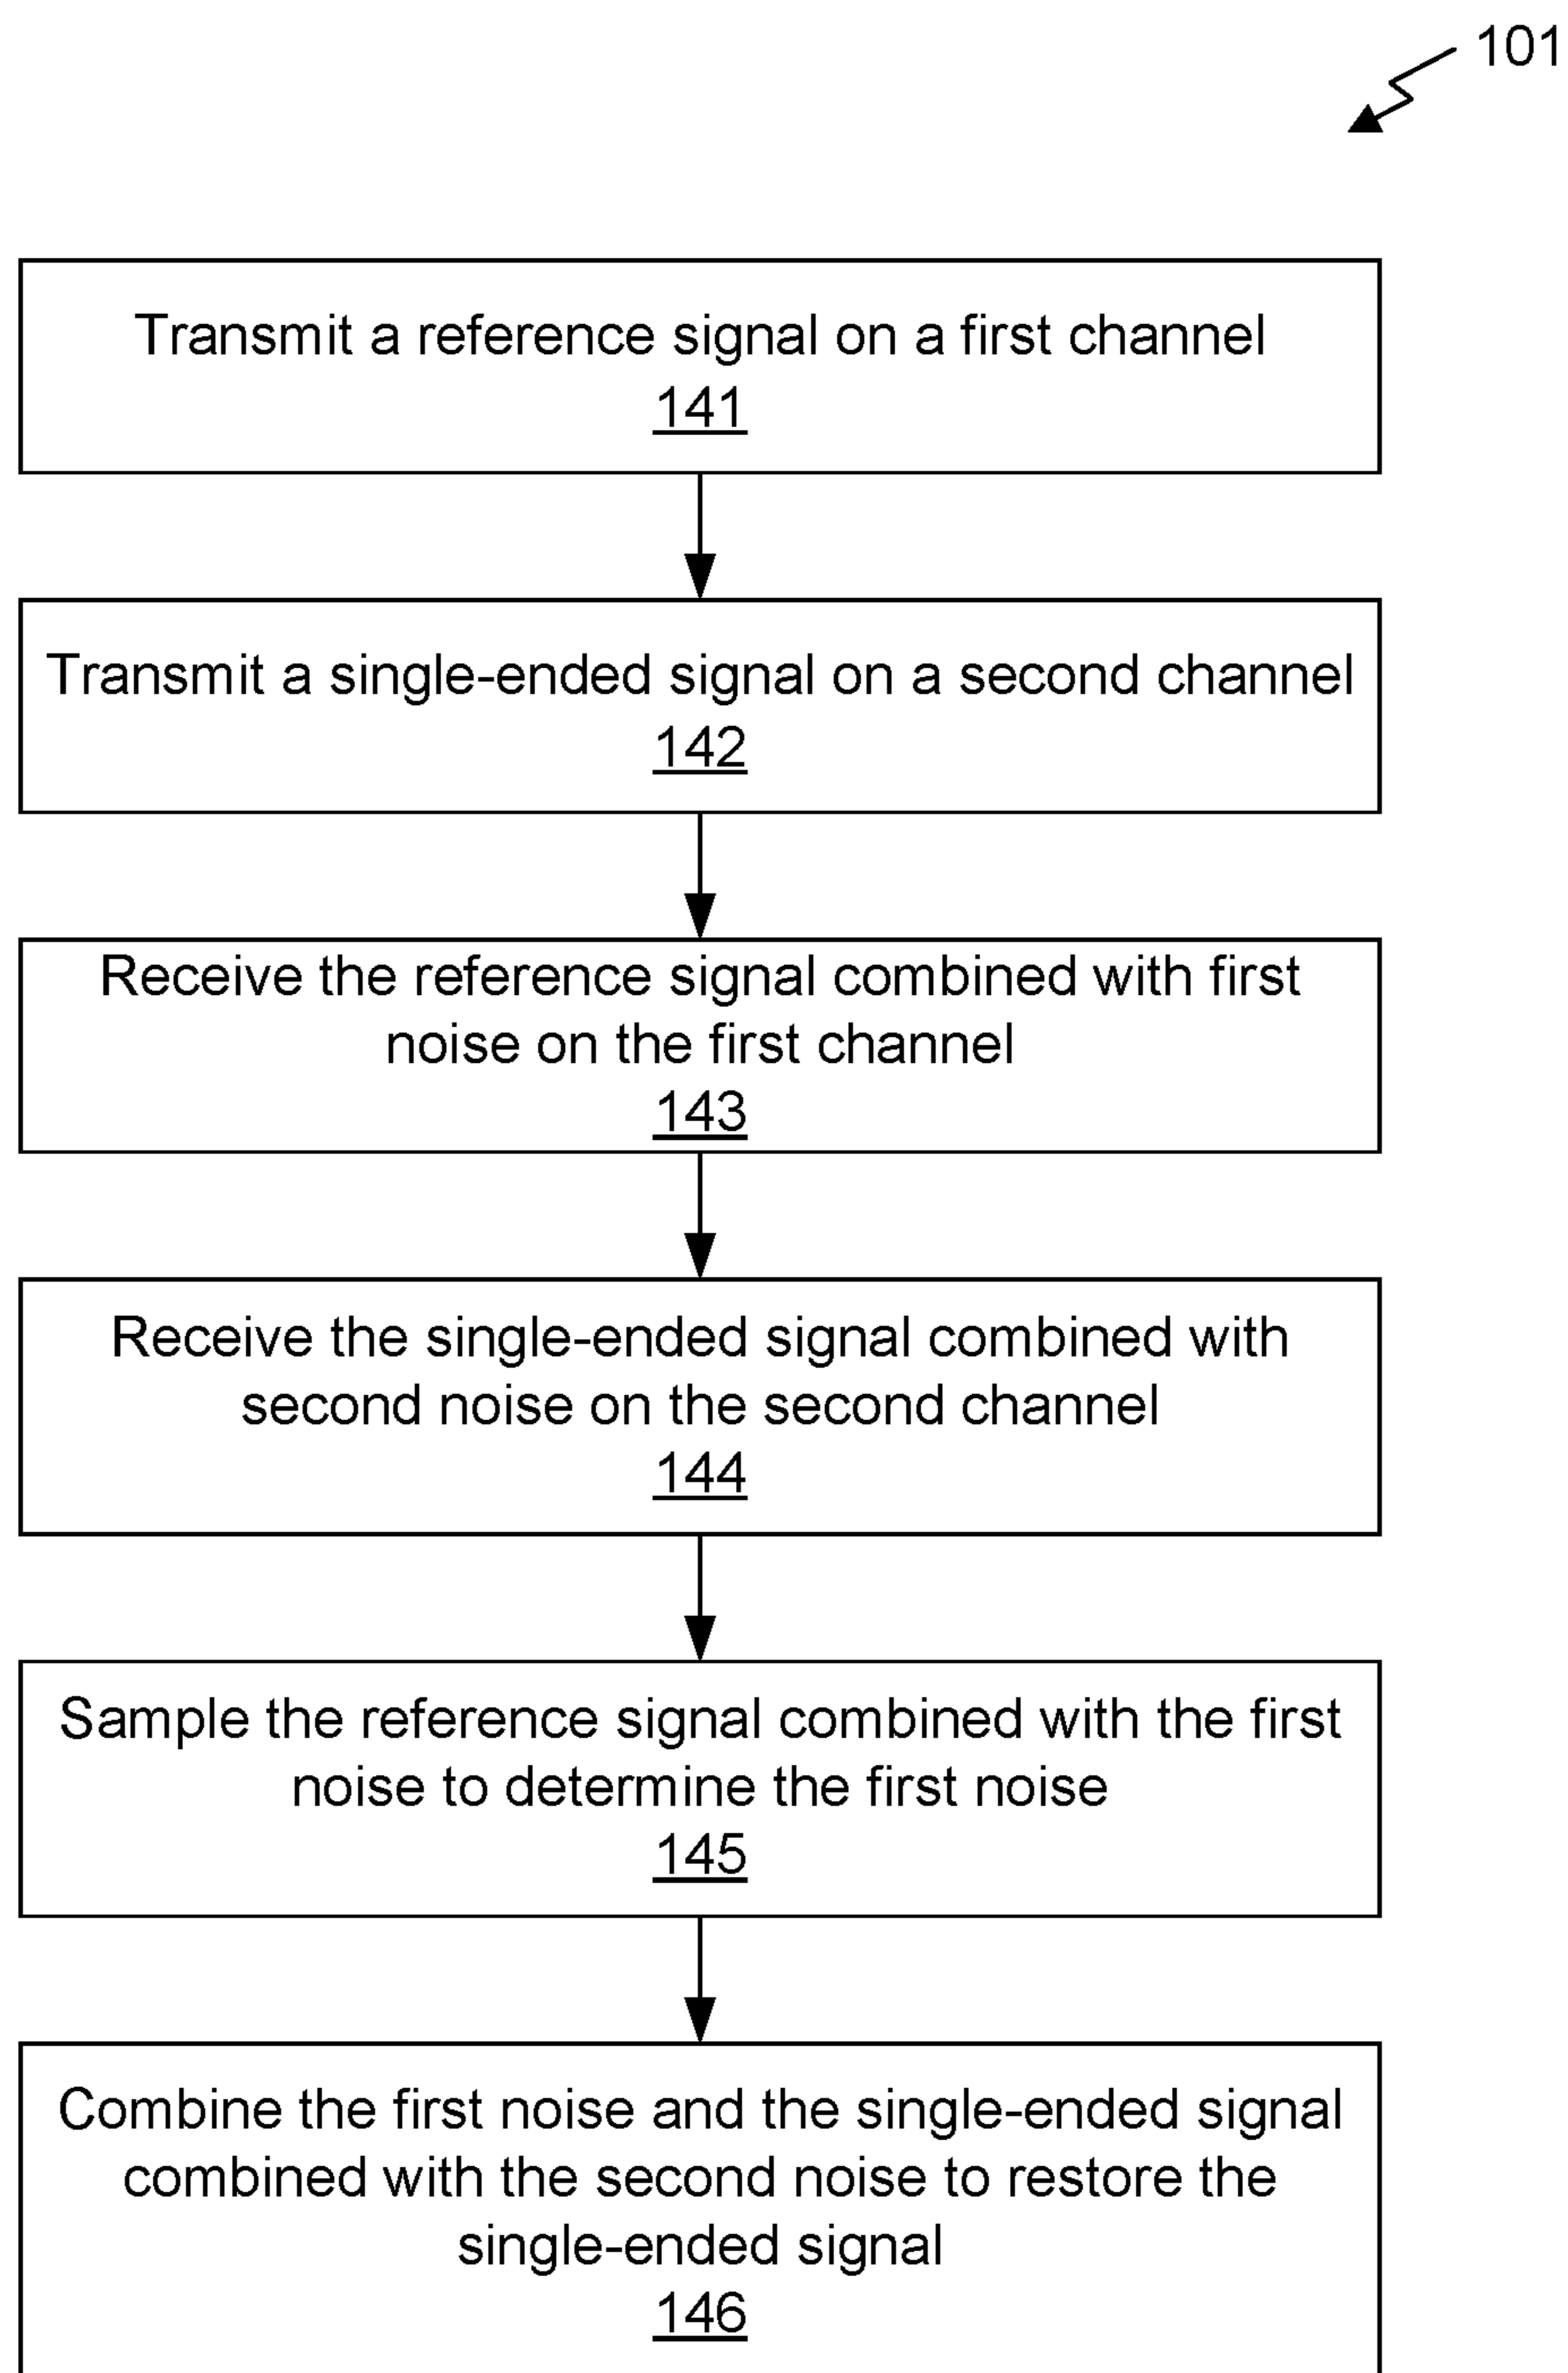 101
Transmit a reference signal on a first channel
141
Transmit a single-ended signal on a second channel
142
Receive the reference signal combined with first
noise on the first channel
143
Receive the single-ended signal combined with
second noise on the second channel
144
Sample the reference signal combined with the first
noise to determine the first noise
145
Combine the first noise and the single-ended signal
combined with the second noise to restore the
single-ended signal
146